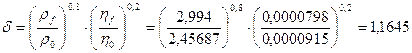 δ = (ρ_f / ρ_0)^0,8 · (η_f / η_0)^0,2 = (2,994 / 2,45687)^0,8 · (0,0000798 / 0,0000915)^0,2 = 1,1645